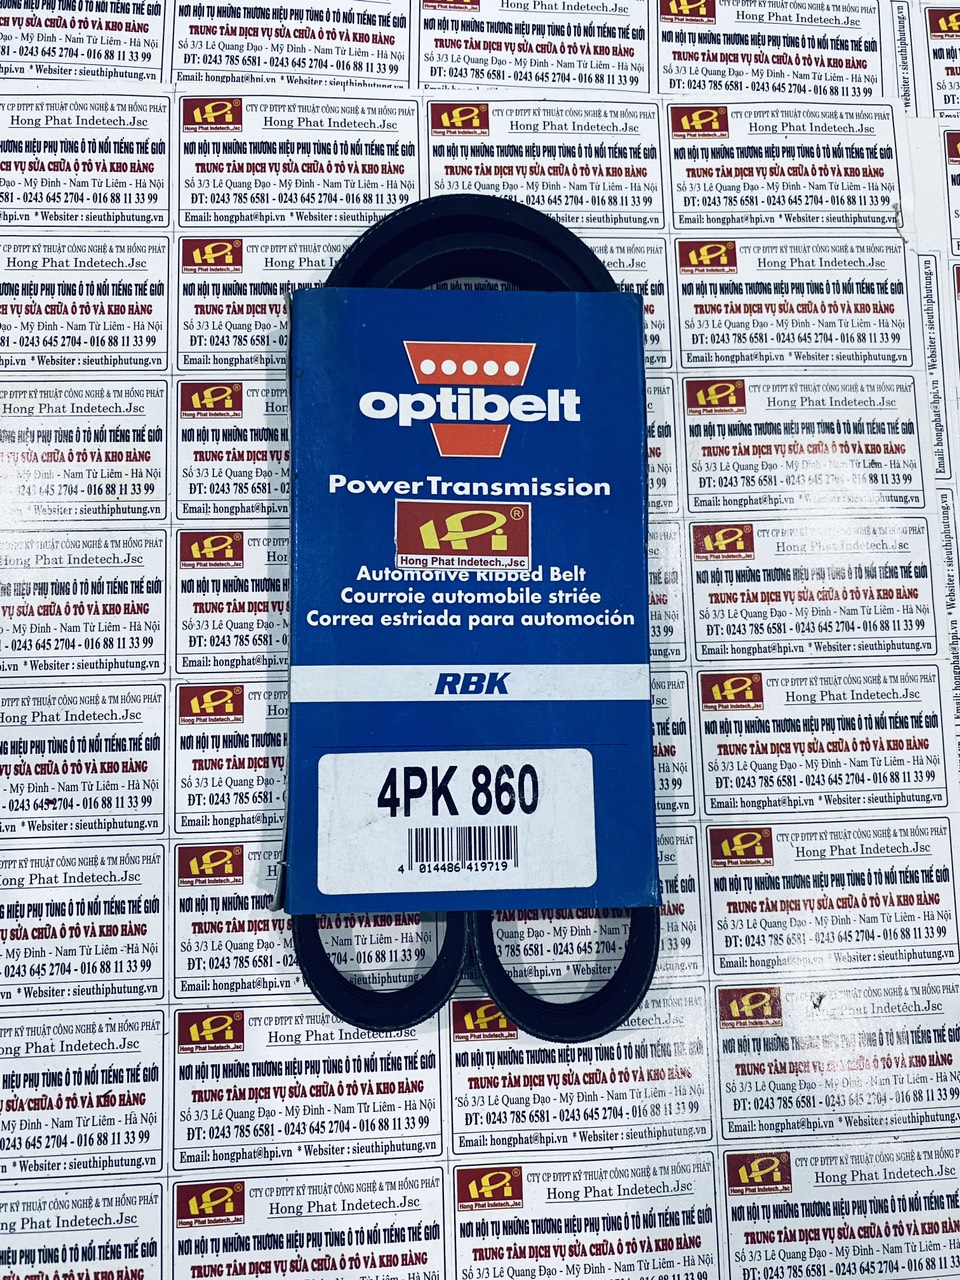 optibelt
Power Transmission
HPi ®
Hong Phat Indetech.,Jsc
Automotive Ribbed Belt
Courroie automobile striée
Correa estriada para automoción
RBK
4PK 860
4 014486 419719
CTY CP ĐTPT KỸ THUẬT CÔNG NGHỆ & TM HỒNG PHÁT
Hong Phat Indetech.Jsc
NƠI HỘI TỤ NHỮNG THƯƠNG HIỆU PHỤ TÙNG Ô TÔ NỔI TIẾNG THẾ GIỚI
TRUNG TÂM DỊCH VỤ SỬA CHỮA Ô TÔ VÀ KHO HÀNG
Số 3/3 Lê Quang Đạo - Mỹ Đình - Nam Từ Liêm - Hà Nội
ĐT: 0243 785 6581 - 0243 645 2704 - 016 88 11 33 99
Email: hongphat@hpi.vn * Websiter : sieuthiphutung.vn